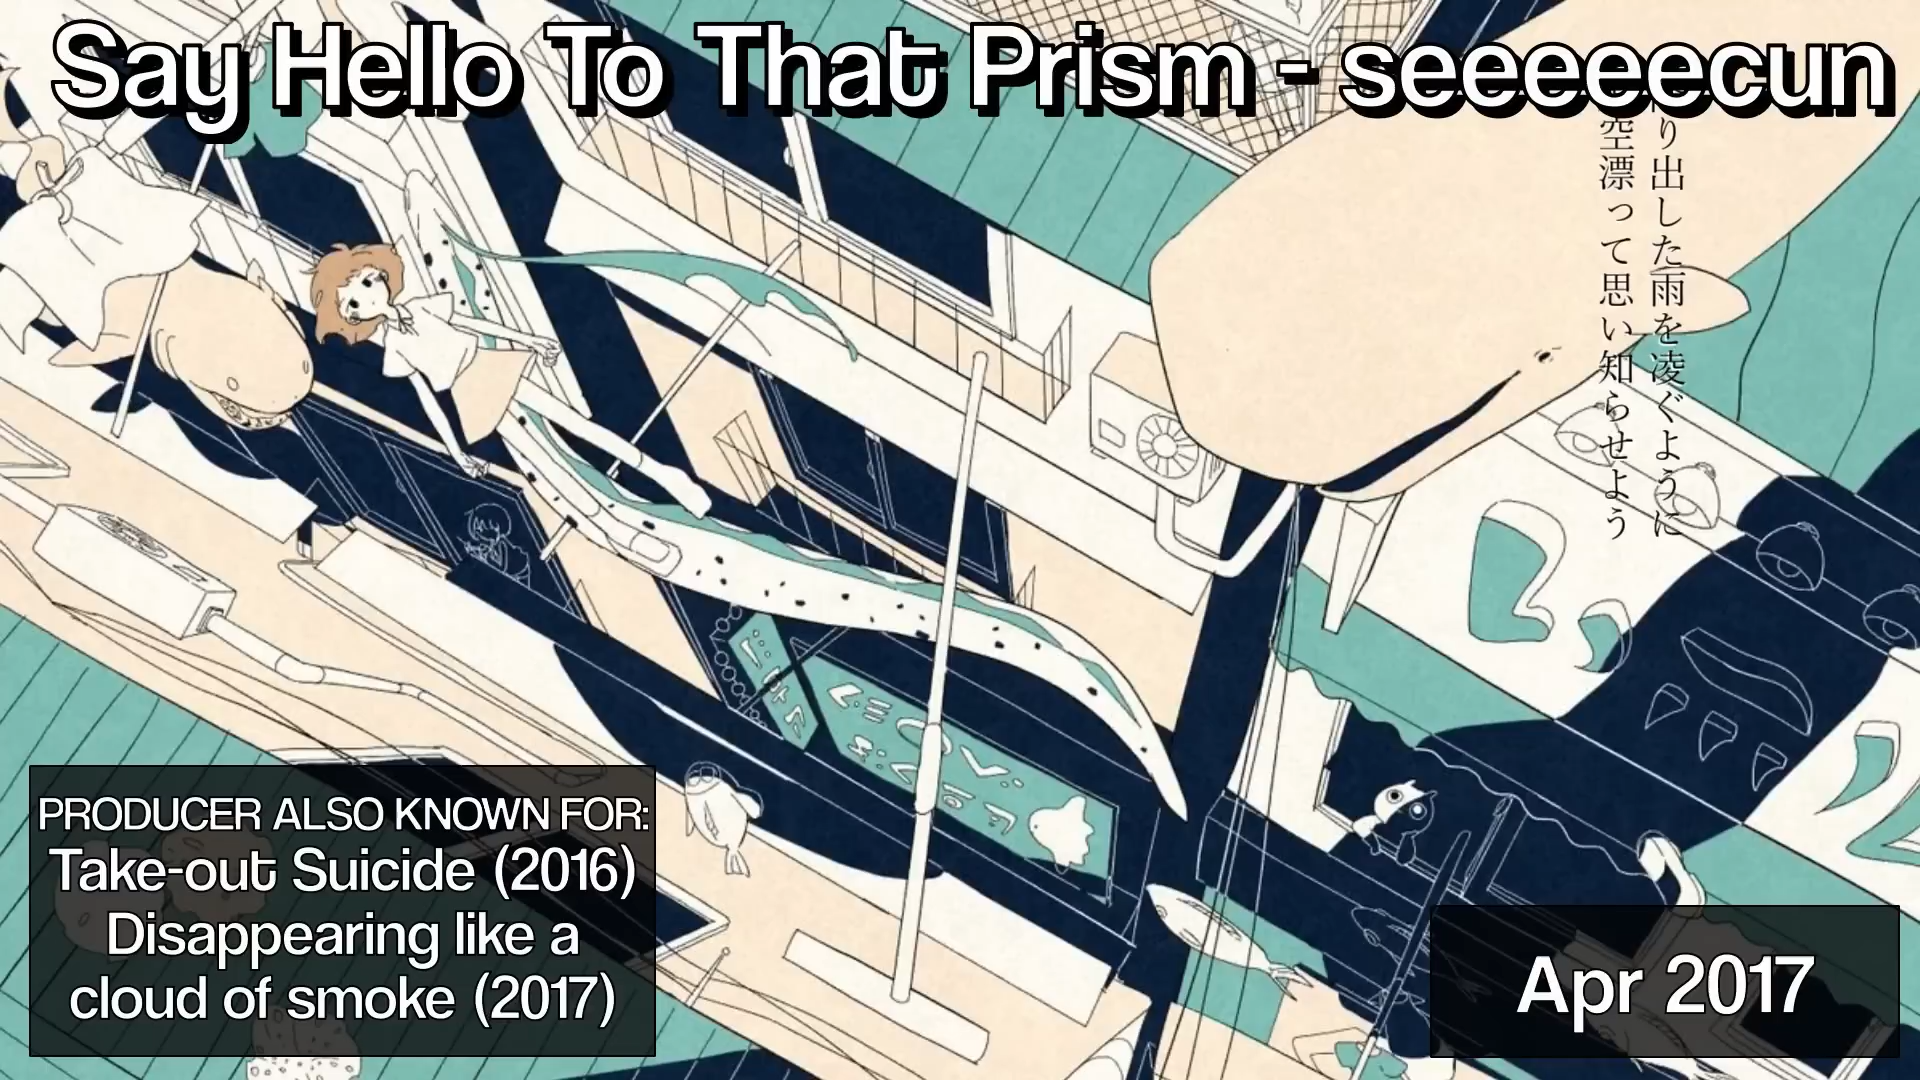 Say Hello To That Prism - seeeeecun
り出した雨を凌ぐように
空漂って思い知らせよう
PRODUCER ALSO KNOWN FOR:
Take-out Suicide (2016)
Disappearing like a
cloud of smoke (2017)
Apr 2017